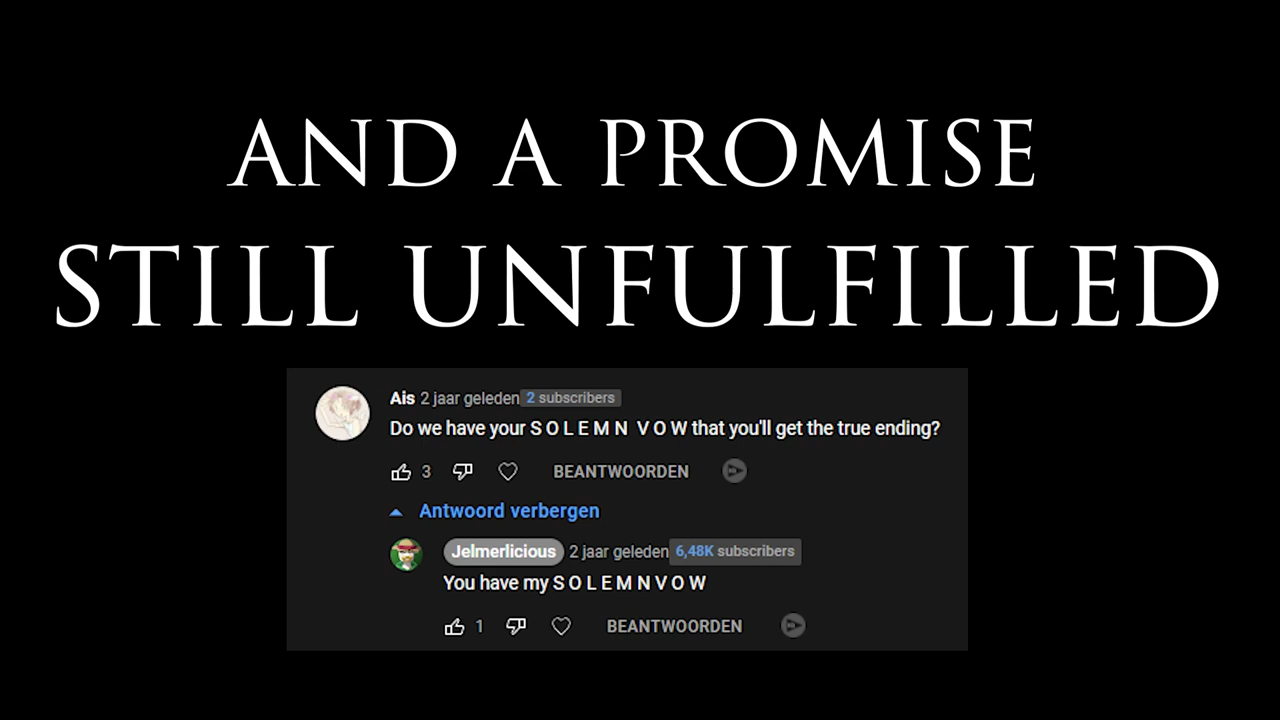 AND A PROMISE
STILL UNFULFILLED
Ais 2 jaar geleden 2 subscribers
Do we have your S O L E M N  V O W that you'll get the true ending?
3 BEANTWOORDEN
Antwoord verbergen
Jelmerlicious 2 jaar geleden 6,48K subscribers
You have my S O L E M N V O W
1 BEANTWOORDEN